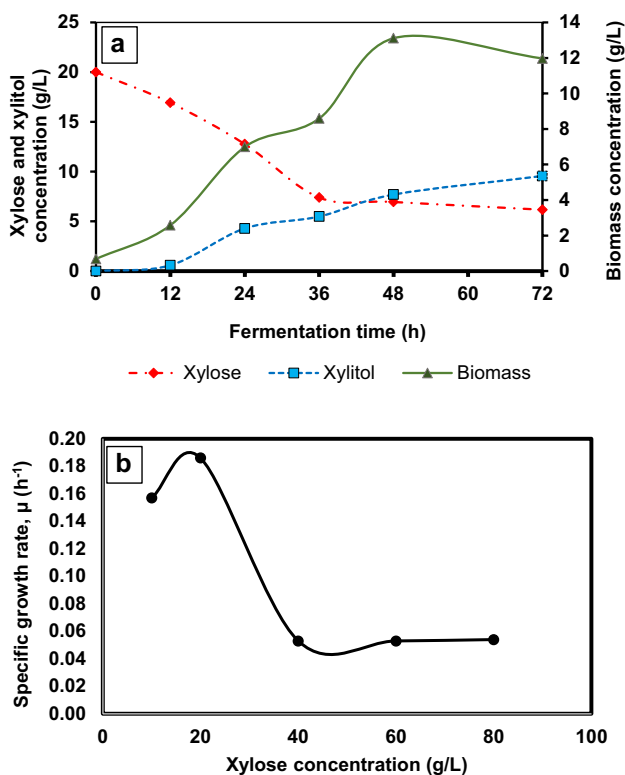 a
Xylose and xylitol
concentration (g/L)
25
20
15
10
5
0
14
12
10
8
6
4
2
0
Biomass concentration (g/L)
0 12 24 36 48 60 72
Fermentation time (h)
Xylose Xylitol Biomass
b
Specific growth rate, µ (h⁻¹)
0.20
0.18
0.16
0.14
0.12
0.10
0.08
0.06
0.04
0.02
0.00
0 20 40 60 80 100
Xylose concentration (g/L)